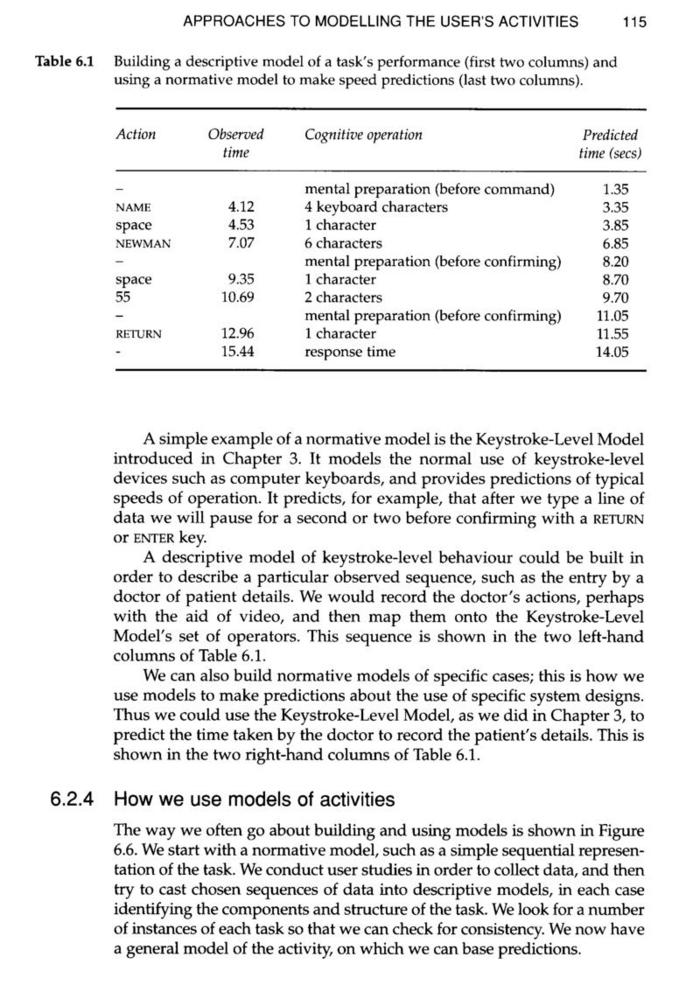 APPROACHES TO MODELLING THE USER'S ACTIVITIES 115
Table 6.1 Building a descriptive model of a task's performance (first two columns) and
using a normative model to make speed predictions (last two columns).
Action Observed time Cognitive operation Predicted time (secs)
– mental preparation (before command) 1.35
NAME 4.12 4 keyboard characters 3.35
space 4.53 1 character 3.85
NEWMAN 7.07 6 characters 6.85
– mental preparation (before confirming) 8.20
space 9.35 1 character 8.70
55 10.69 2 characters 9.70
– mental preparation (before confirming) 11.05
RETURN 12.96 1 character 11.55
- 15.44 response time 14.05
A simple example of a normative model is the Keystroke-Level Model
introduced in Chapter 3. It models the normal use of keystroke-level
devices such as computer keyboards, and provides predictions of typical
speeds of operation. It predicts, for example, that after we type a line of
data we will pause for a second or two before confirming with a RETURN
or ENTER key.
A descriptive model of keystroke-level behaviour could be built in
order to describe a particular observed sequence, such as the entry by a
doctor of patient details. We would record the doctor's actions, perhaps
with the aid of video, and then map them onto the Keystroke-Level
Model's set of operators. This sequence is shown in the two left-hand
columns of Table 6.1.
We can also build normative models of specific cases; this is how we
use models to make predictions about the use of specific system designs.
Thus we could use the Keystroke-Level Model, as we did in Chapter 3, to
predict the time taken by the doctor to record the patient's details. This is
shown in the two right-hand columns of Table 6.1.
6.2.4 How we use models of activities
The way we often go about building and using models is shown in Figure
6.6. We start with a normative model, such as a simple sequential represen-
tation of the task. We conduct user studies in order to collect data, and then
try to cast chosen sequences of data into descriptive models, in each case
identifying the components and structure of the task. We look for a number
of instances of each task so that we can check for consistency. We now have
a general model of the activity, on which we can base predictions.